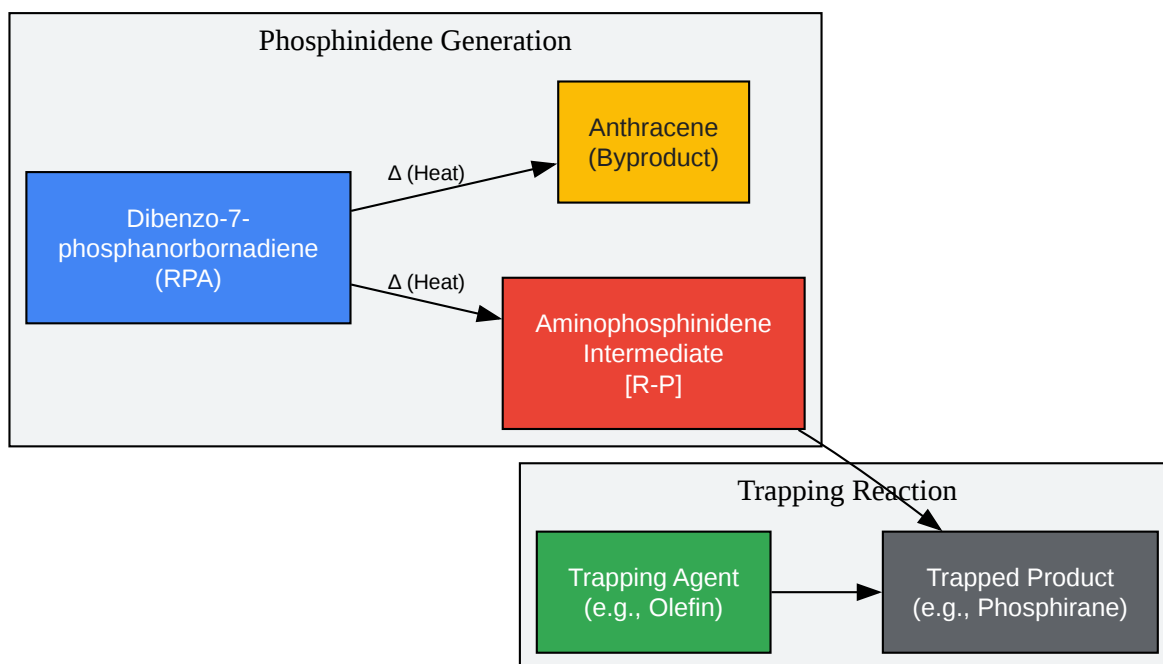 Phosphinidene Generation
Anthracene
(Byproduct)
Δ (Heat)
Dibenzo-7-
phosphanorbornadiene
(RPA)
Δ (Heat)
Aminophosphinidene
Intermediate
[R-P]
Trapping Reaction
Trapping Agent
(e.g., Olefin)
Trapped Product
(e.g., Phosphirane)